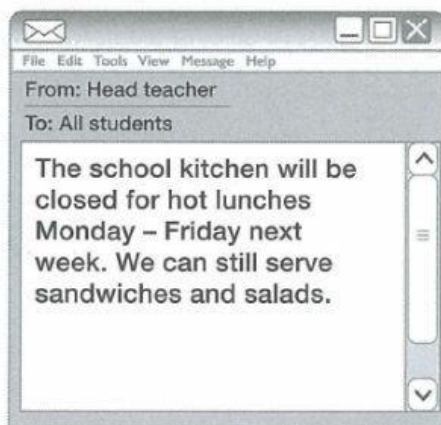 File Edit Tools View Message Help
From: Head teacher
To: All students
The school kitchen will be
closed for hot lunches
Monday – Friday next
week. We can still serve
sandwiches and salads.